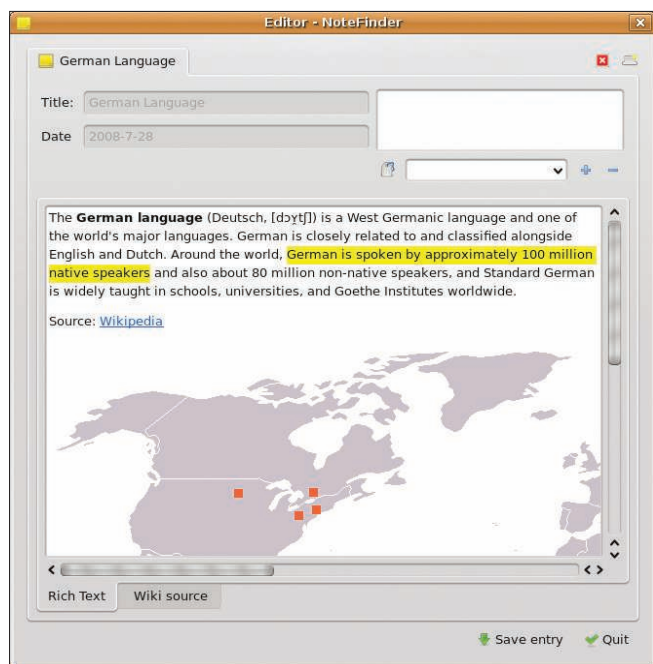 Editor - NoteFinder
German Language
Title: German Language
Date 2008-7-28
The German language (Deutsch, [dɔʏtʃ]) is a West Germanic language and one of
the world's major languages. German is closely related to and classified alongside
English and Dutch. Around the world, German is spoken by approximately 100 million
native speakers and also about 80 million non-native speakers, and Standard German
is widely taught in schools, universities, and Goethe Institutes worldwide.
Source: Wikipedia
Rich Text Wiki source
Save entry Quit